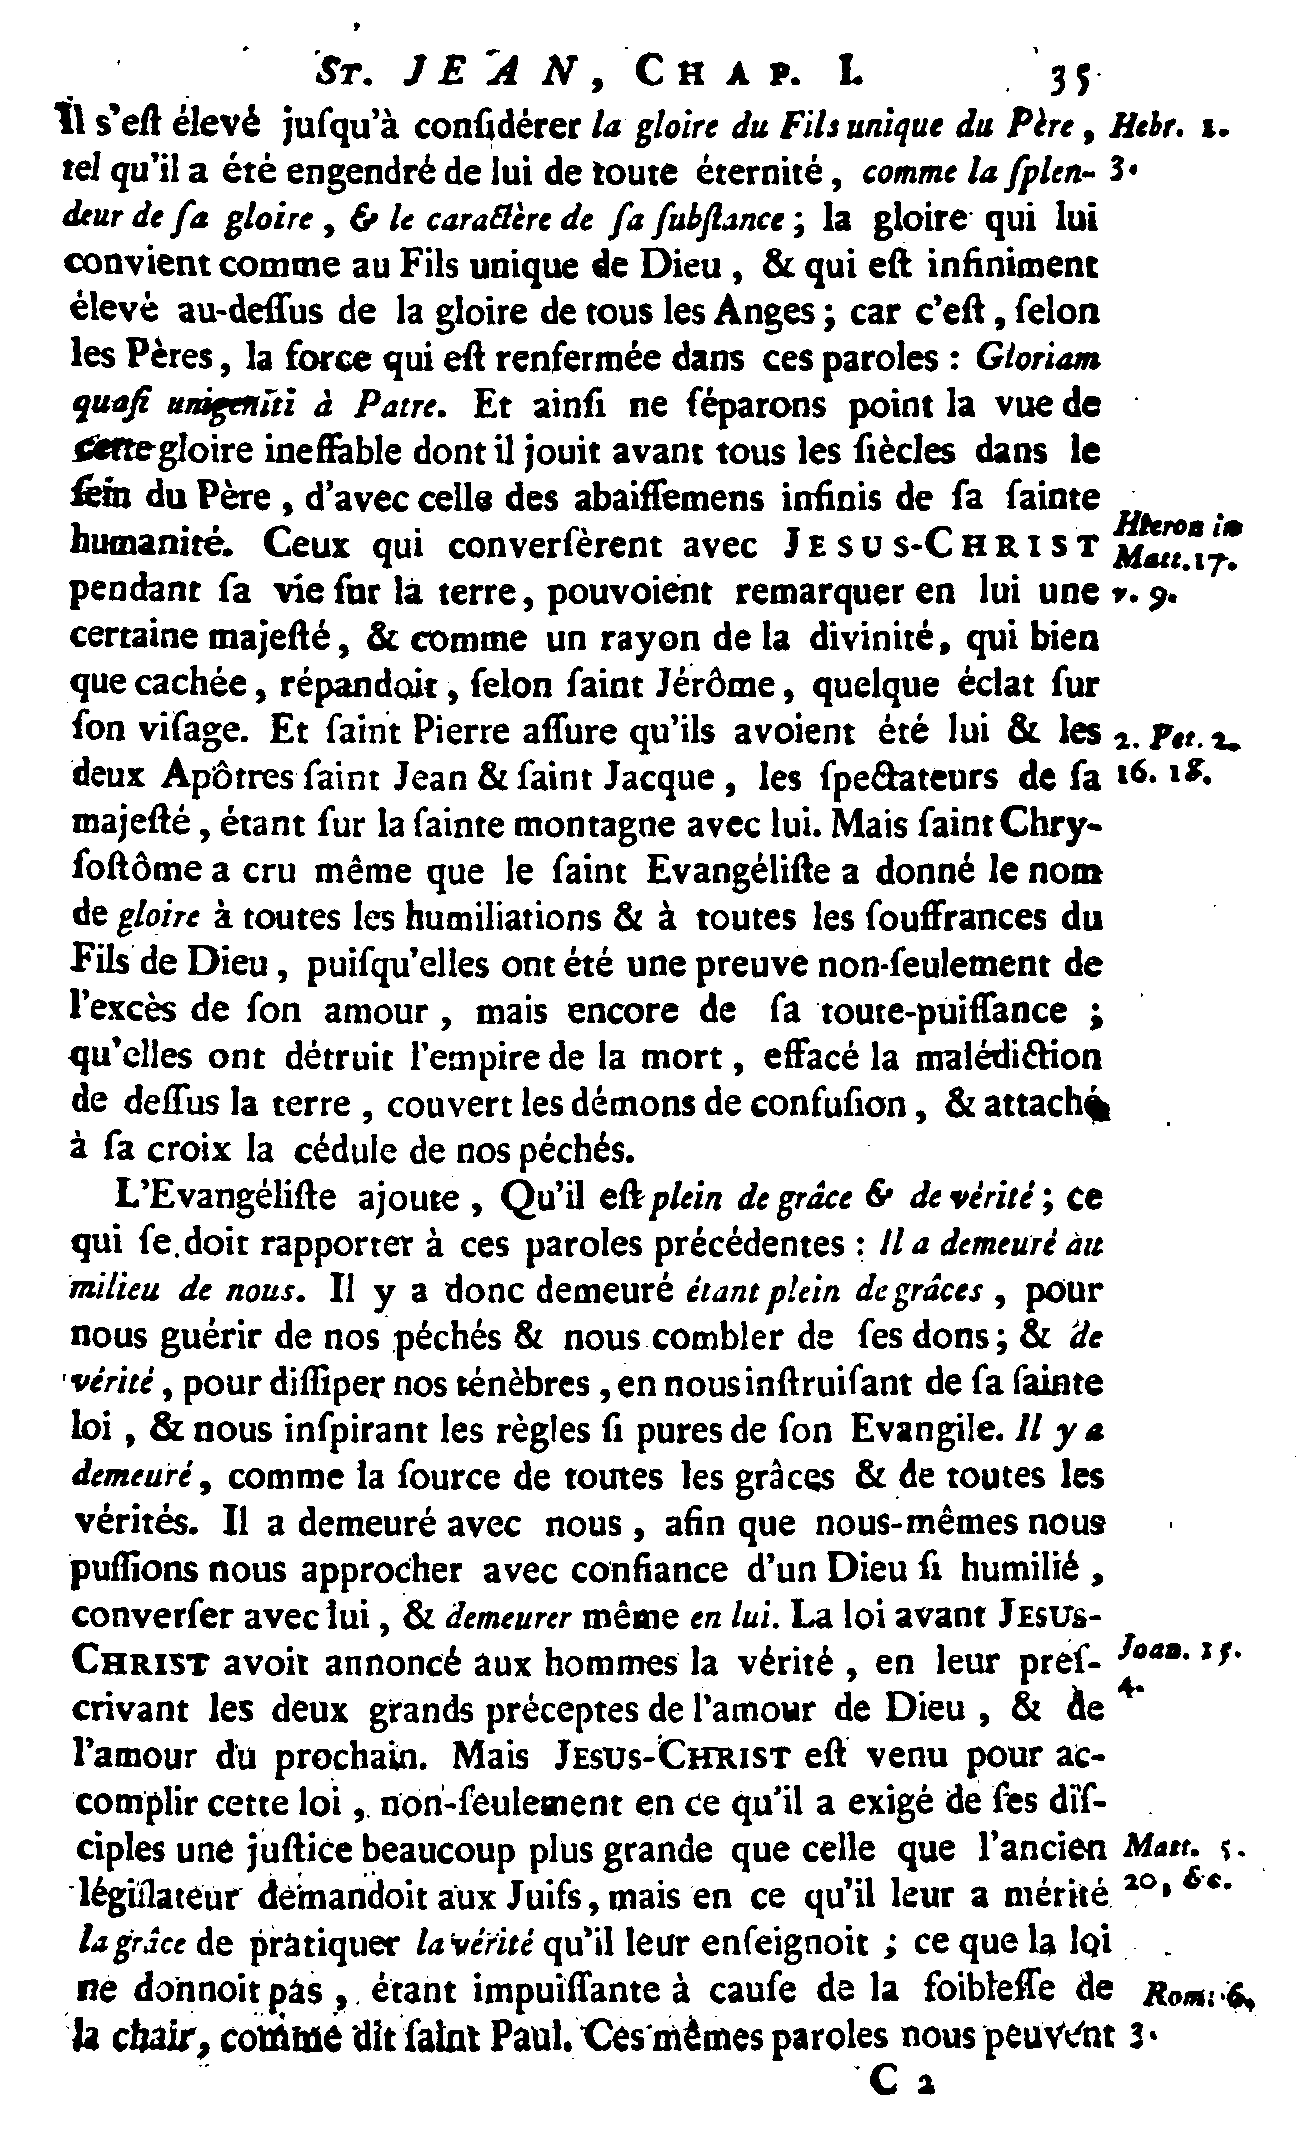 ST. JEAN, CHAP. I. 35
Il s'eſt élevé juſqu'à conſidérer la gloire du Fils unique du Père, Hebr. 1.
tel qu'il a été engendré de lui de toute éternité, comme la ſplen- 3.
deur de ſa gloire, & le caractère de ſa ſubſtance; la gloire qui lui
convient comme au Fils unique de Dieu, & qui eſt infiniment
élevé au-deſſus de la gloire de tous les Anges; car c'eſt, ſelon
les Pères, la force qui eſt renfermée dans ces paroles: Gloriam
quaſi unigeniti à Patre. Et ainſi ne ſéparons point la vue de
cette gloire ineffable dont il jouit avant tous les ſiècles dans le
ſein du Père, d'avec celle des abaiſſemens infinis de ſa ſainte
humanité. Ceux qui converſèrent avec JESUS-CHRIST Hieron in Matt. 17.
pendant ſa vie ſur la terre, pouvoient remarquer en lui une v. 9.
certaine majeſté, & comme un rayon de la divinité, qui bien
que cachée, répandoit, ſelon ſaint Jérôme, quelque éclat ſur
ſon viſage. Et ſaint Pierre aſſure qu'ils avoient été lui & les 2. Pet. 1.
deux Apôtres ſaint Jean & ſaint Jacque, les ſpectateurs de ſa 16. 18.
majeſté, étant ſur la ſainte montagne avec lui. Mais ſaint Chry-
ſoſtôme a cru même que le ſaint Evangéliſte a donné le nom
de gloire à toutes les humiliations & à toutes les ſouffrances du
Fils de Dieu, puiſqu'elles ont été une preuve non-ſeulement de
l'excès de ſon amour, mais encore de ſa toute-puiſſance;
qu'elles ont détruit l'empire de la mort, effacé la malédiction
de deſſus la terre, couvert les démons de confuſion, & attaché
à ſa croix la cédule de nos péchés.
L'Evangéliſte ajoute, Qu'il eſt plein de grâce & de vérité; ce
qui ſe doit rapporter à ces paroles précédentes: Il a demeuré au
milieu de nous. Il y a donc demeuré étant plein de grâces, pour
nous guérir de nos péchés & nous combler de ſes dons; & de
vérité, pour diſſiper nos ténèbres, en nous inſtruiſant de ſa ſainte
loi, & nous inſpirant les règles ſi pures de ſon Evangile. Il y a
demeuré, comme la ſource de toutes les grâces & de toutes les
vérités. Il a demeuré avec nous, afin que nous-mêmes nous
puſſions nous approcher avec confiance d'un Dieu ſi humilié,
converſer avec lui, & demeurer même en lui. La loi avant JESUS-
CHRIST avoit annoncé aux hommes la vérité, en leur preſ- Joan. 15.
crivant les deux grands préceptes de l'amour de Dieu, & de 4.
l'amour du prochain. Mais JESUS-CHRIST eſt venu pour ac-
complir cette loi, non-ſeulement en ce qu'il a exigé de ſes diſ-
ciples une juſtice beaucoup plus grande que celle que l'ancien Matt. 5.
légiſlateur demandoit aux Juifs, mais en ce qu'il leur a mérité 20, &c.
la grâce de pratiquer la vérité qu'il leur enſeignoit; ce que la loi
ne donnoit pas, étant impuiſſante à cauſe de la foibleſſe de Rom. 6.
la chair, comme dit ſaint Paul. Ces mêmes paroles nous peuvent 3.
C 2